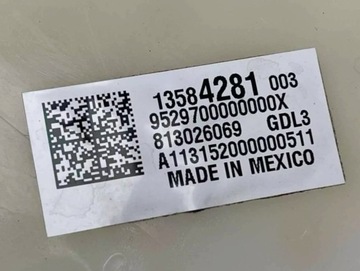 13584281 003
9529700000000X
813026069 GDL3
A113152000000511
MADE IN MEXICO